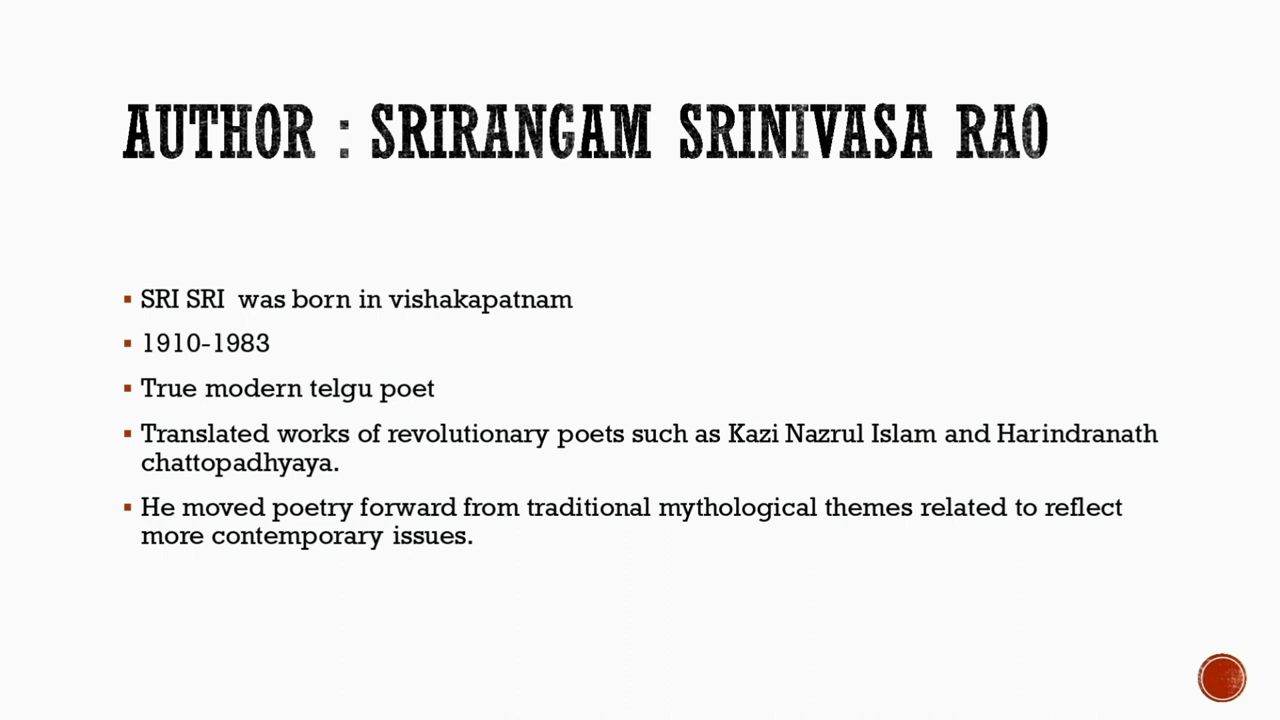 AUTHOR : SRIRANGAM SRINIVASA RAO
SRI SRI was born in vishakapatnam
1910-1983
True modern telgu poet
Translated works of revolutionary poets such as Kazi Nazrul Islam and Harindranath
chattopadhyaya.
He moved poetry forward from traditional mythological themes related to reflect
more contemporary issues.